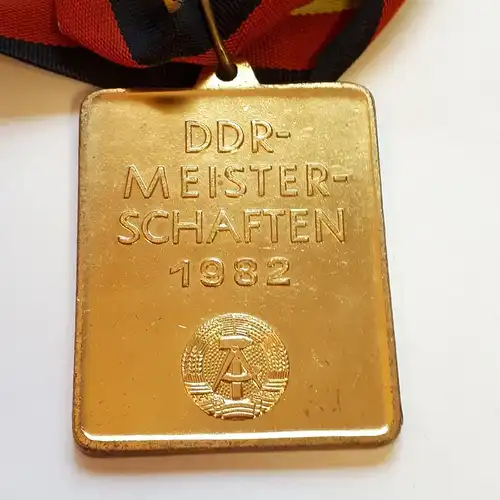 DDR-
MEISTER-
SCHAFTEN
1982